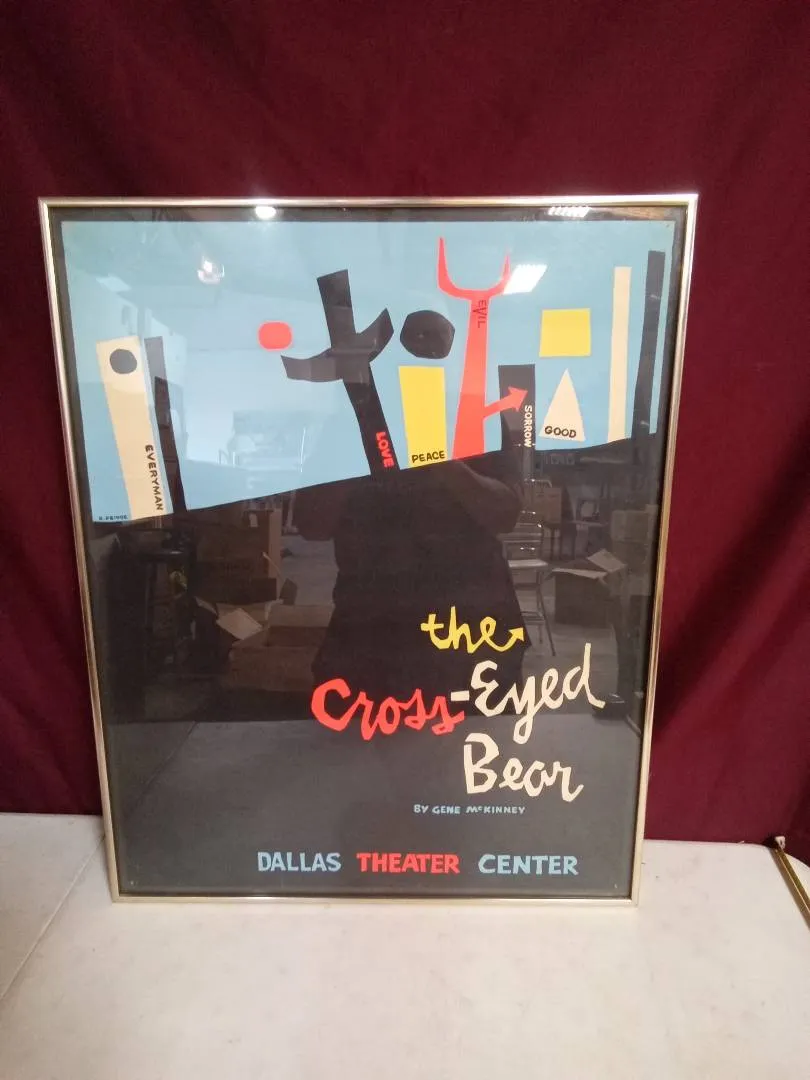 EVERYMAN
LOVE
PEACE
EVIL
SORROW
GOOD
the
Cross-Eyed
Bear
BY GENE McKINNEY
DALLAS THEATER CENTER